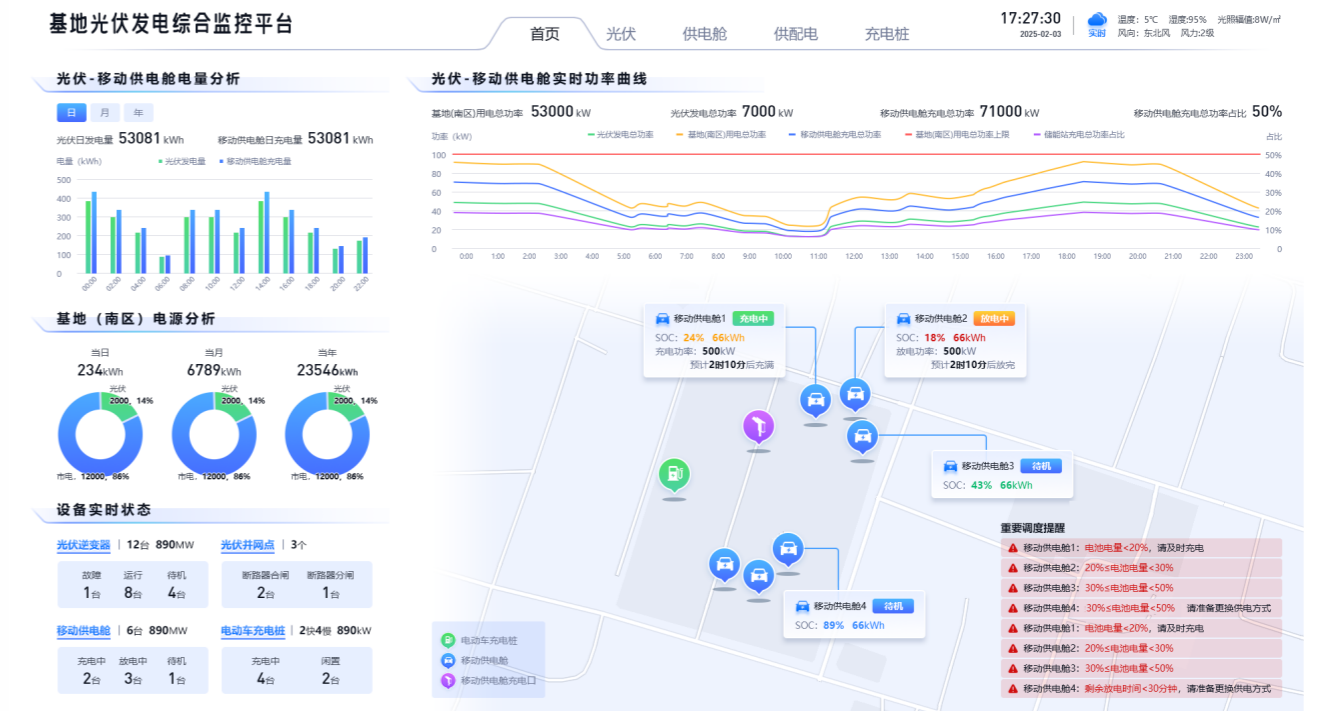 基地光伏发电综合监控平台
首页 光伏 供电舱 供配电 充电桩
17:27:30
2025-02-03
实时
温度：5℃ 湿度:95% 光照辐值:8W/㎡
风向：东北风 风力:2级
光伏-移动供电舱电量分析
日 月 年
光伏日发电量 53081 kWh 移动供电舱日充电量 53081 kWh
电量（kWh） 光伏发电量 移动供电舱充电量
500
400
300
200
100
0
00:00 02:00 04:00 06:00 08:00 10:00 12:00 14:00 16:00 18:00 20:00 22:00
基地（南区）电源分析
当日 当月 当年
234kWh 6789kWh 23546kWh
光伏 光伏 光伏
2000，14% 2000，14% 2000，14%
市电，12000，86% 市电，12000，86% 市电，12000，86%
设备实时状态
光伏逆变器 | 12台 890MW 光伏并网点 | 3个
故障 运行 待机 断路器合闸 断路器分闸
1台 8台 4台 2台 1台
移动供电舱 | 6台 890MW 电动车充电桩 | 2快4慢 890kW
充电中 放电中 待机 充电中 闲置
2台 3台 1台 4台 2台
光伏-移动供电舱实时功率曲线
基地(南区)用电总功率 53000 kW 光伏发电总功率 7000 kW 移动供电舱充电总功率 71000 kW 移动供电舱充电总功率占比 50%
功率（kW） 光伏发电总功率 基地(南区)用电总功率 移动供电舱充电总功率 基地(南区)用电总功率上限 储能站充电总功率占比 占比
100 50%
80 40%
60 30%
40 20%
20 10%
0 0
0:00 1:00 2:00 3:00 4:00 5:00 6:00 7:00 8:00 9:00 10:00 11:00 12:00 13:00 14:00 15:00 16:00 17:00 18:00 19:00 20:00 21:00 22:00 23:00
移动供电舱1 充电中
SOC： 24% 66kWh
充电功率： 500kW
预计2时10分后充满
移动供电舱2 放电中
SOC： 18% 66kWh
放电功率： 500kW
预计2时10分后放完
移动供电舱3 待机
SOC： 43% 66kWh
移动供电舱4 待机
SOC： 89% 66kWh
电动车充电桩
移动供电舱
移动供电舱充电口
重要调度提醒
移动供电舱1：电池电量<20%，请及时充电
移动供电舱2：20%≤电池电量<30%
移动供电舱3：30%≤电池电量<50%
移动供电舱4：30%≤电池电量<50% 请准备更换供电方式
移动供电舱1：电池电量<20%，请及时充电
移动供电舱2：20%≤电池电量<30%
移动供电舱3：30%≤电池电量<50%
移动供电舱4：剩余放电时间<30分钟，请准备更换供电方式